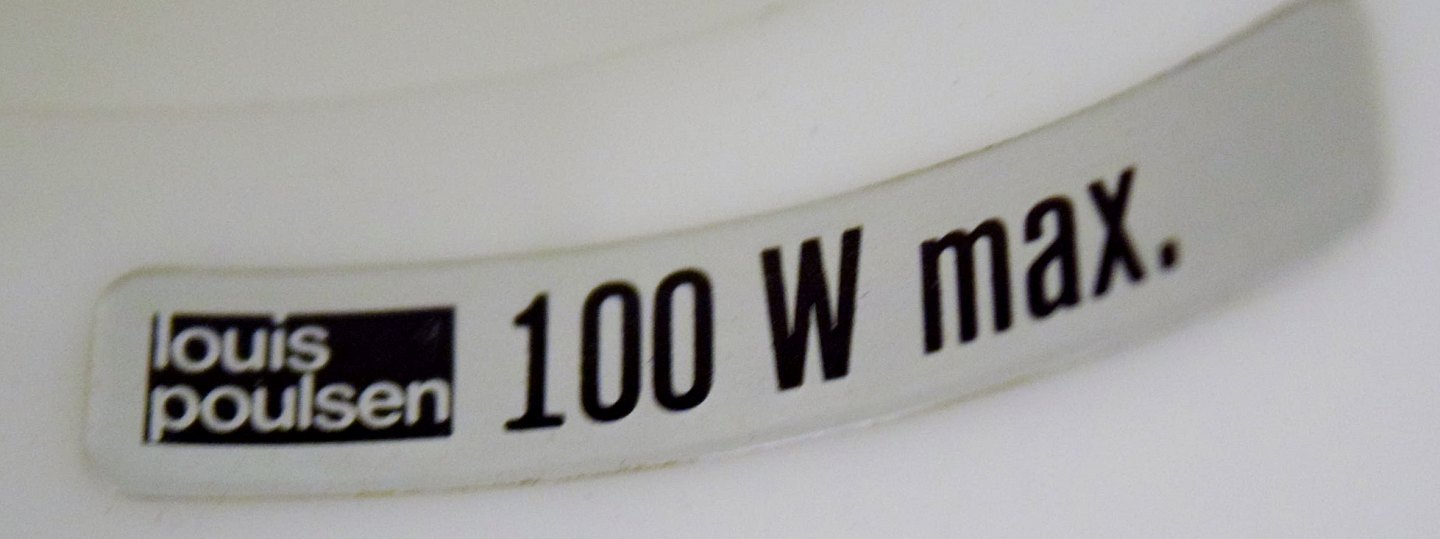 louis
poulsen
100 W max.